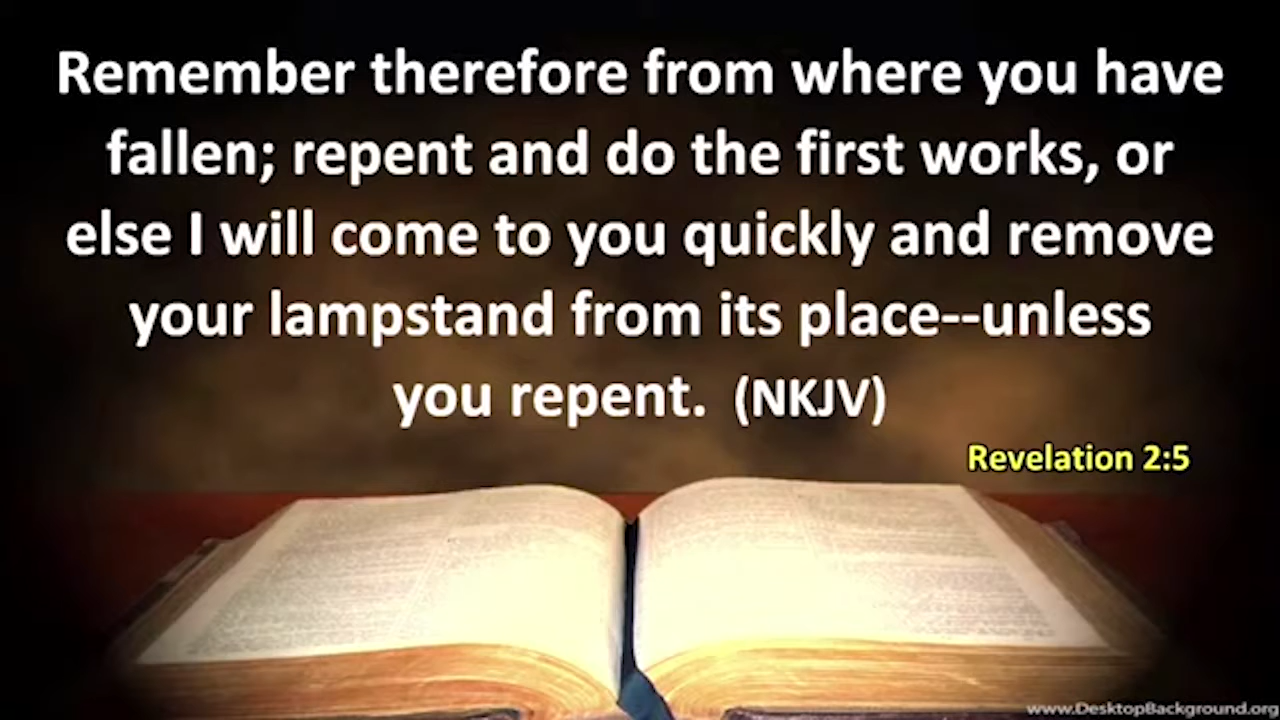 Remember therefore from where you have
fallen; repent and do the first works, or
else I will come to you quickly and remove
your lampstand from its place--unless
you repent.  (NKJV)
Revelation 2:5
www.DesktopBackground.org